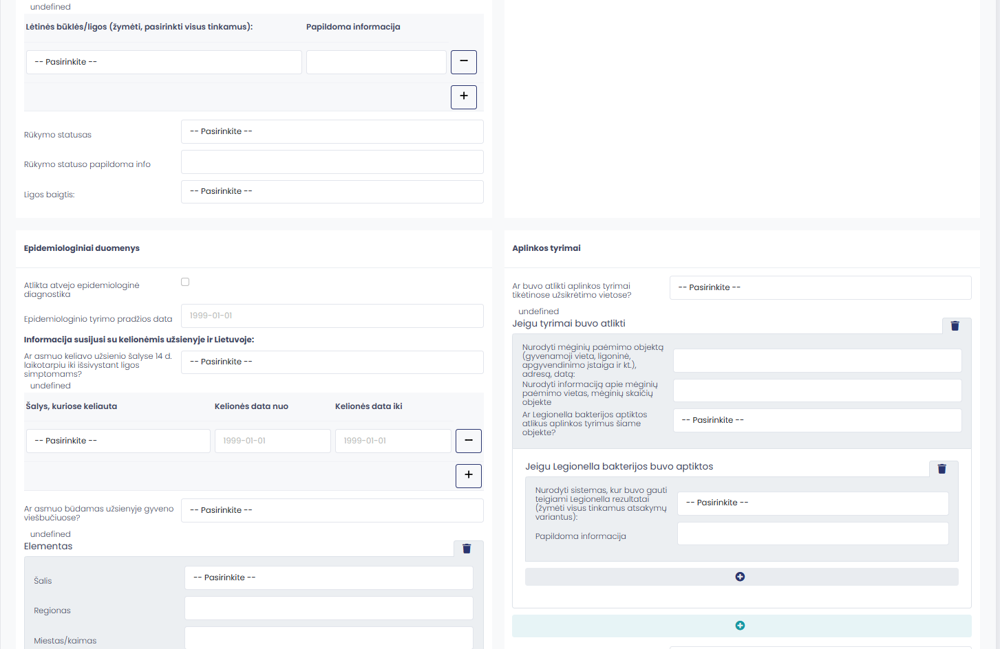 undefined
Lėtinės būklės/ligos (žymėti, pasirinkti visus tinkamus):
Papildoma informacija
-- Pasirinkite --
Rūkymo statusas
-- Pasirinkite --
Rūkymo statuso papildoma info
Ligos baigtis:
-- Pasirinkite --
Epidemiologiniai duomenys
Atlikta atvejo epidemiologinė
diagnostika
Epidemiologinio tyrimo pradžios data
1999-01-01
Informacija susijusi su kelionėmis užsienyje ir Lietuvoje:
Ar asmuo keliavo užsienio šalyse 14 d.
laikotarpiu iki išsivystant ligos
simptomams?
-- Pasirinkite --
undefined
Šalys, kuriose keliauta
Kelionės data nuo
Kelionės data iki
-- Pasirinkite --
1999-01-01
1999-01-01
Ar asmuo būdamas užsienyje gyveno
viešbučiuose?
-- Pasirinkite --
undefined
Elementas
Šalis
-- Pasirinkite --
Regionas
Miestas/kaimas
Aplinkos tyrimai
Ar buvo atlikti aplinkos tyrimai
tikėtinose užsikrėtimo vietose?
-- Pasirinkite --
undefined
Jeigu tyrimai buvo atlikti
Nurodyti mėginių paėmimo objektą
(gyvenamoji vieta, ligoninė,
apgyvendinimo įstaiga ir kt.),
adresą, datą:
Nurodyti informaciją apie mėginių
paėmimo vietas, mėginių skaičių
objekte
Ar Legionella bakterijos aptiktos
atlikus aplinkos tyrimus šiame
objekte?
-- Pasirinkite --
Jeigu Legionella bakterijos buvo aptiktos
Nurodyti sistemas, kur buvo gauti
teigiami Legionella rezultatai
(žymėti visus tinkamus atsakymų
variantus):
-- Pasirinkite --
Papildoma informacija